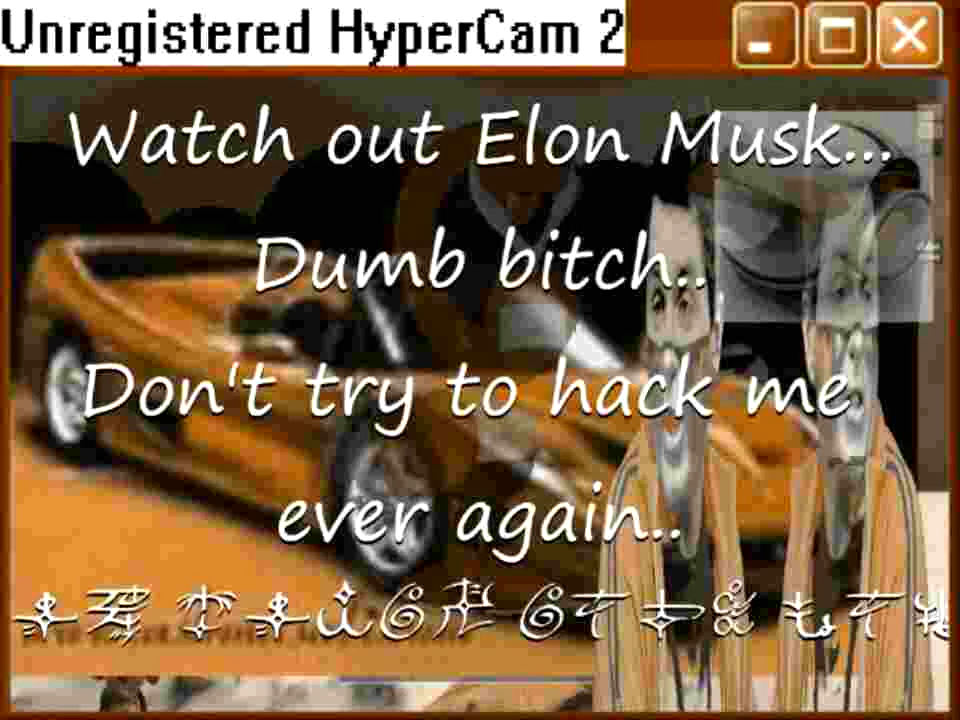 Unregistered HyperCam 2
Watch out Elon Musk...
Dumb bitch..
Don't try to hack me
ever again..